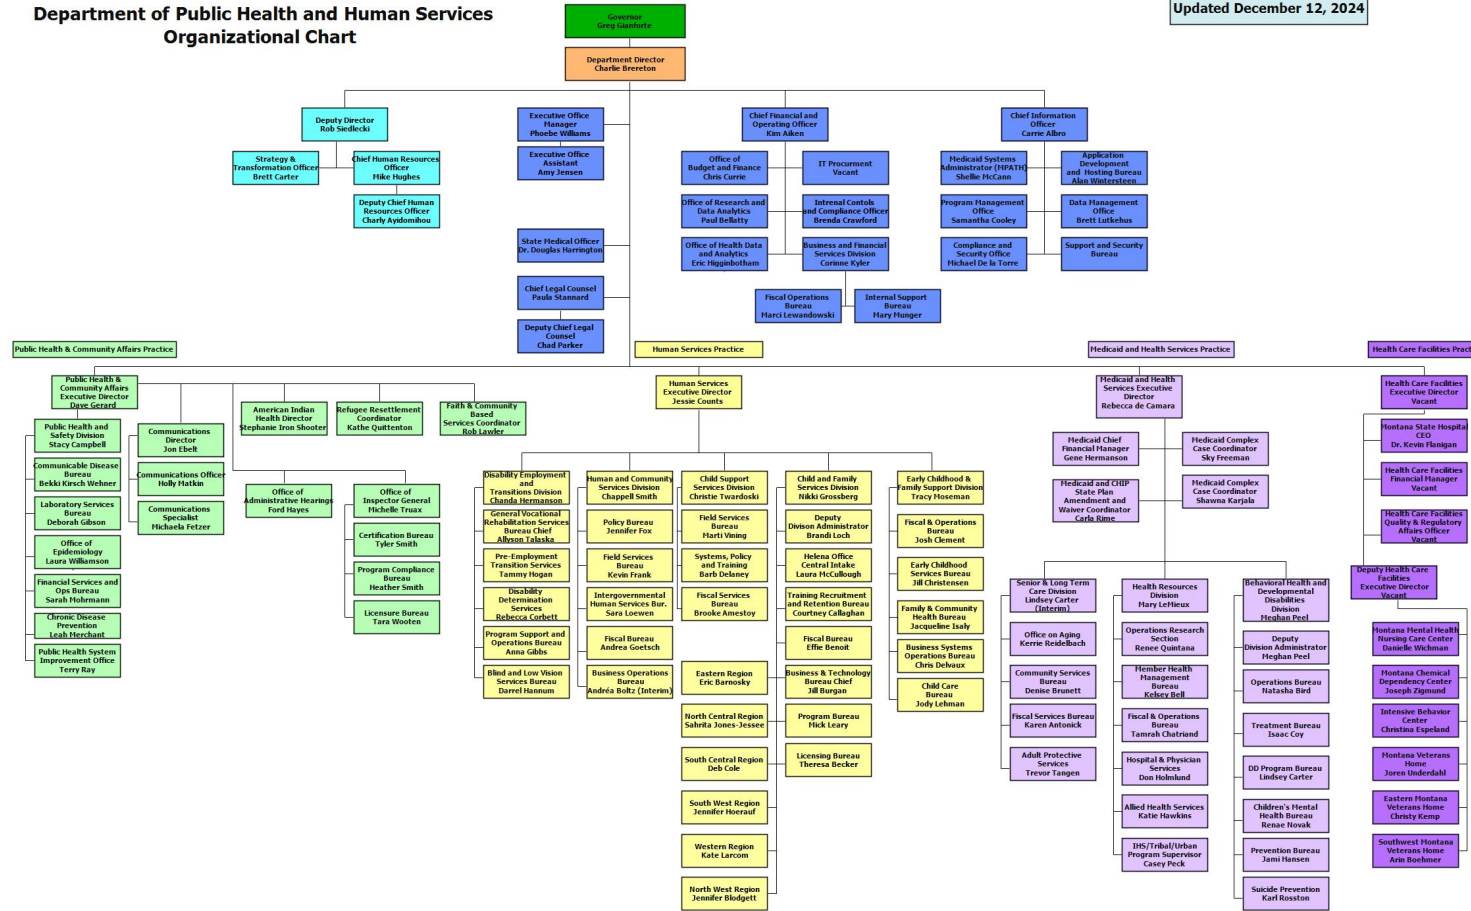 Department of Public Health and Human Services
Organizational Chart
Updated December 12, 2024
Governor
Greg Gianforte
Department Director
Charlie Brereton
Deputy Director
Rob Siedlecki
Strategy &
Transformation Officer
Brett Carter
Chief Human Resources
Officer
Mike Hughes
Deputy Chief Human
Resources Officer
Charly Ayidomihou
Executive Office
Manager
Phoebe Williams
Executive Office
Assistant
Amy Jensen
State Medical Officer
Dr. Douglas Harrington
Chief Legal Counsel
Paula Stannard
Deputy Chief Legal
Counsel
Chad Parker
Chief Financial and
Operating Officer
Kim Aiken
Office of
Budget and Finance
Chris Currie
IT Procurment
Vacant
Office of Research and
Data Analytics
Paul Bellatty
Intrenal Contols
and Compliance Officer
Brenda Crawford
Office of Health Data
and Analytics
Eric Higginbotham
Business and Financial
Services Division
Corinne Kyler
Fiscal Operations
Bureau
Marci Lewandowski
Internal Support
Bureau
Mary Munger
Chief Information
Officer
Carrie Albro
Medicaid Systems
Administrator (MPATH)
Shellie McCann
Application
Development
and Hosting Bureau
Alan Wintersteen
Program Management
Office
Samantha Cooley
Data Management
Office
Brett Lutkehus
Compliance and
Security Office
Michael De la Torre
Support and Security
Bureau
Public Health & Community Affairs Practice
Human Services Practice
Medicaid and Health Services Practice
Health Care Facilities Pract
Public Health &
Community Affairs
Executive Director
Dave Gerard
Public Health and
Safety Division
Stacy Campbell
Communicable Disease
Bureau
Bekki Kirsch Wehner
Laboratory Services
Bureau
Deborah Gibson
Office of
Epidemiology
Laura Williamson
Financial Services and
Ops Bureau
Sarah Mohrmann
Chronic Disease
Prevention
Leah Merchant
Public Health System
Improvement Office
Terry Ray
Communications
Director
Jon Ebelt
Communications Officer
Holly Matkin
Communications
Specialist
Michaela Fetzer
American Indian
Health Director
Stephanie Iron Shooter
Refugee Resettlement
Coordinator
Kathe Quittenton
Faith & Community
Based
Services Coordinator
Rob Lawler
Office of
Administrative Hearings
Ford Hayes
Office of
Inspector General
Michelle Truax
Certification Bureau
Tyler Smith
Program Compliance
Bureau
Heather Smith
Licensure Bureau
Tara Wooten
Human Services
Executive Director
Jessie Counts
Disability Employment
and
Transitions Division
Chanda Hermanson
General Vocational
Rehabilitation Services
Bureau Chief
Allyson Talaska
Pre-Employment
Transition Services
Tammy Hogan
Disability
Determination
Services
Rebecca Corbett
Program Support and
Operations Bureau
Anna Gibbs
Blind and Low Vision
Services Bureau
Darrel Hannum
Human and Community
Services Division
Chappell Smith
Policy Bureau
Jennifer Fox
Field Services
Bureau
Kevin Frank
Intergovernmental
Human Services Bur.
Sara Loewen
Fiscal Bureau
Andrea Goetsch
Business Operations
Bureau
Andréa Boltz (Interim)
Child Support
Services Division
Christie Twardoski
Field Services
Bureau
Marti Vining
Systems, Policy
and Training
Barb Delaney
Fiscal Services
Bureau
Brooke Amestoy
Child and Family
Services Division
Nikki Grossberg
Deputy
Divison Administrator
Brandi Loch
Helena Office
Central Intake
Laura McCullough
Training Recruitment
and Retention Bureau
Courtney Callaghan
Fiscal Bureau
Effie Benoit
Business & Technology
Bureau Chief
Jill Burgan
Program Bureau
Mick Leary
Licensing Bureau
Theresa Becker
Eastern Region
Eric Barnosky
North Central Region
Sahrita Jones-Jessee
South Central Region
Deb Cole
South West Region
Jennifer Hoerauf
Western Region
Kate Larcom
North West Region
Jennifer Blodgett
Early Childhood &
Family Support Division
Tracy Moseman
Fiscal & Operations
Bureau
Josh Clement
Early Childhood
Services Bureau
Jill Christensen
Family & Community
Health Bureau
Jacqueline Isaly
Business Systems
Operations Bureau
Chris Delvaux
Child Care
Bureau
Jody Lehman
Medicaid and Health
Services Executive
Director
Rebecca de Camara
Medicaid Chief
Financial Manager
Gene Hermanson
Medicaid Complex
Case Coordinator
Sky Freeman
Medicaid and CHIP
State Plan
Amendment and
Waiver Coordinator
Carla Rime
Medicaid Complex
Case Coordinator
Shawna Karjala
Senior & Long Term
Care Division
Lindsey Carter
(Interim)
Office on Aging
Kerrie Reidelbach
Community Services
Bureau
Denise Brunett
Fiscal Services Bureau
Karen Antonick
Adult Protective
Services
Trevor Tangen
Health Resources
Division
Mary LeMieux
Operations Research
Section
Renee Quintana
Member Health
Management
Bureau
Kelsey Bell
Fiscal & Operations
Bureau
Tamrah Chatriand
Hospital & Physician
Services
Don Holmlund
Allied Health Services
Katie Hawkins
IHS/Tribal/Urban
Program Supervisor
Casey Peck
Behavioral Health and
Developmental
Disabilities
Division
Meghan Peel
Deputy
Division Administrator
Meghan Peel
Operations Bureau
Natasha Bird
Treatment Bureau
Isaac Coy
DD Program Bureau
Lindsey Carter
Children's Mental
Health Bureau
Renae Novak
Prevention Bureau
Jami Hansen
Suicide Prevention
Karl Rosston
Health Care Facilities
Executive Director
Vacant
Montana State Hospital
CEO
Dr. Kevin Flanigan
Health Care Facilities
Financial Manager
Vacant
Health Care Facilities
Quality & Regulatory
Affairs Officer
Vacant
Deputy Health Care
Facilities
Executive Director
Vacant
Montana Mental Health
Nursing Care Center
Danielle Wichman
Montana Chemical
Dependency Center
Joseph Zigmund
Intensive Behavior
Center
Christina Espeland
Montana Veterans
Home
Joren Underdahl
Eastern Montana
Veterans Home
Christy Kemp
Southwest Montana
Veterans Home
Arin Boehmer